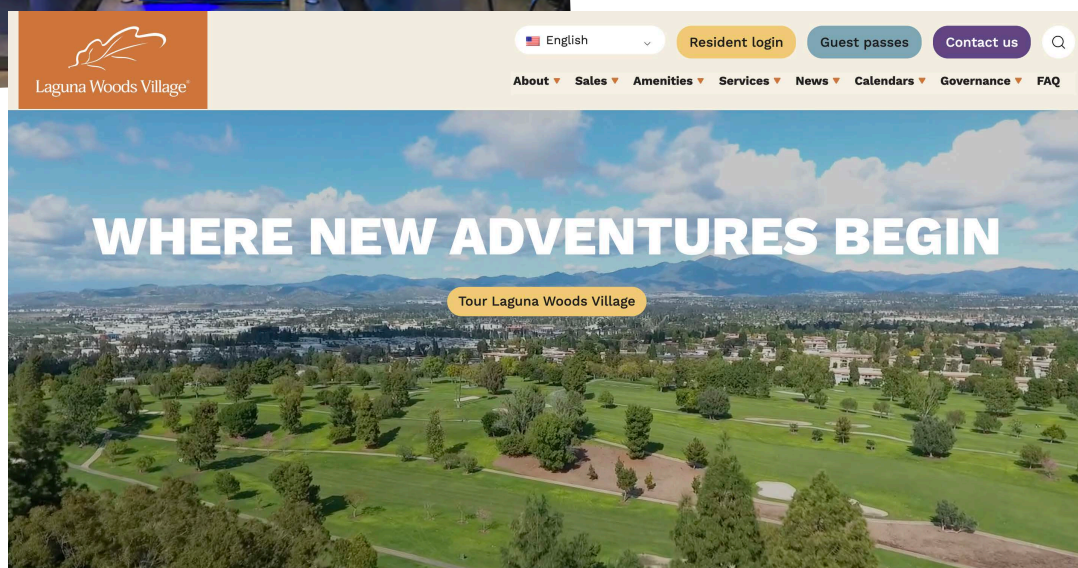 English
Resident login
Guest passes
Contact us
Laguna Woods Village®
About
Sales
Amenities
Services
News
Calendars
Governance
FAQ
WHERE NEW ADVENTURES BEGIN
Tour Laguna Woods Village